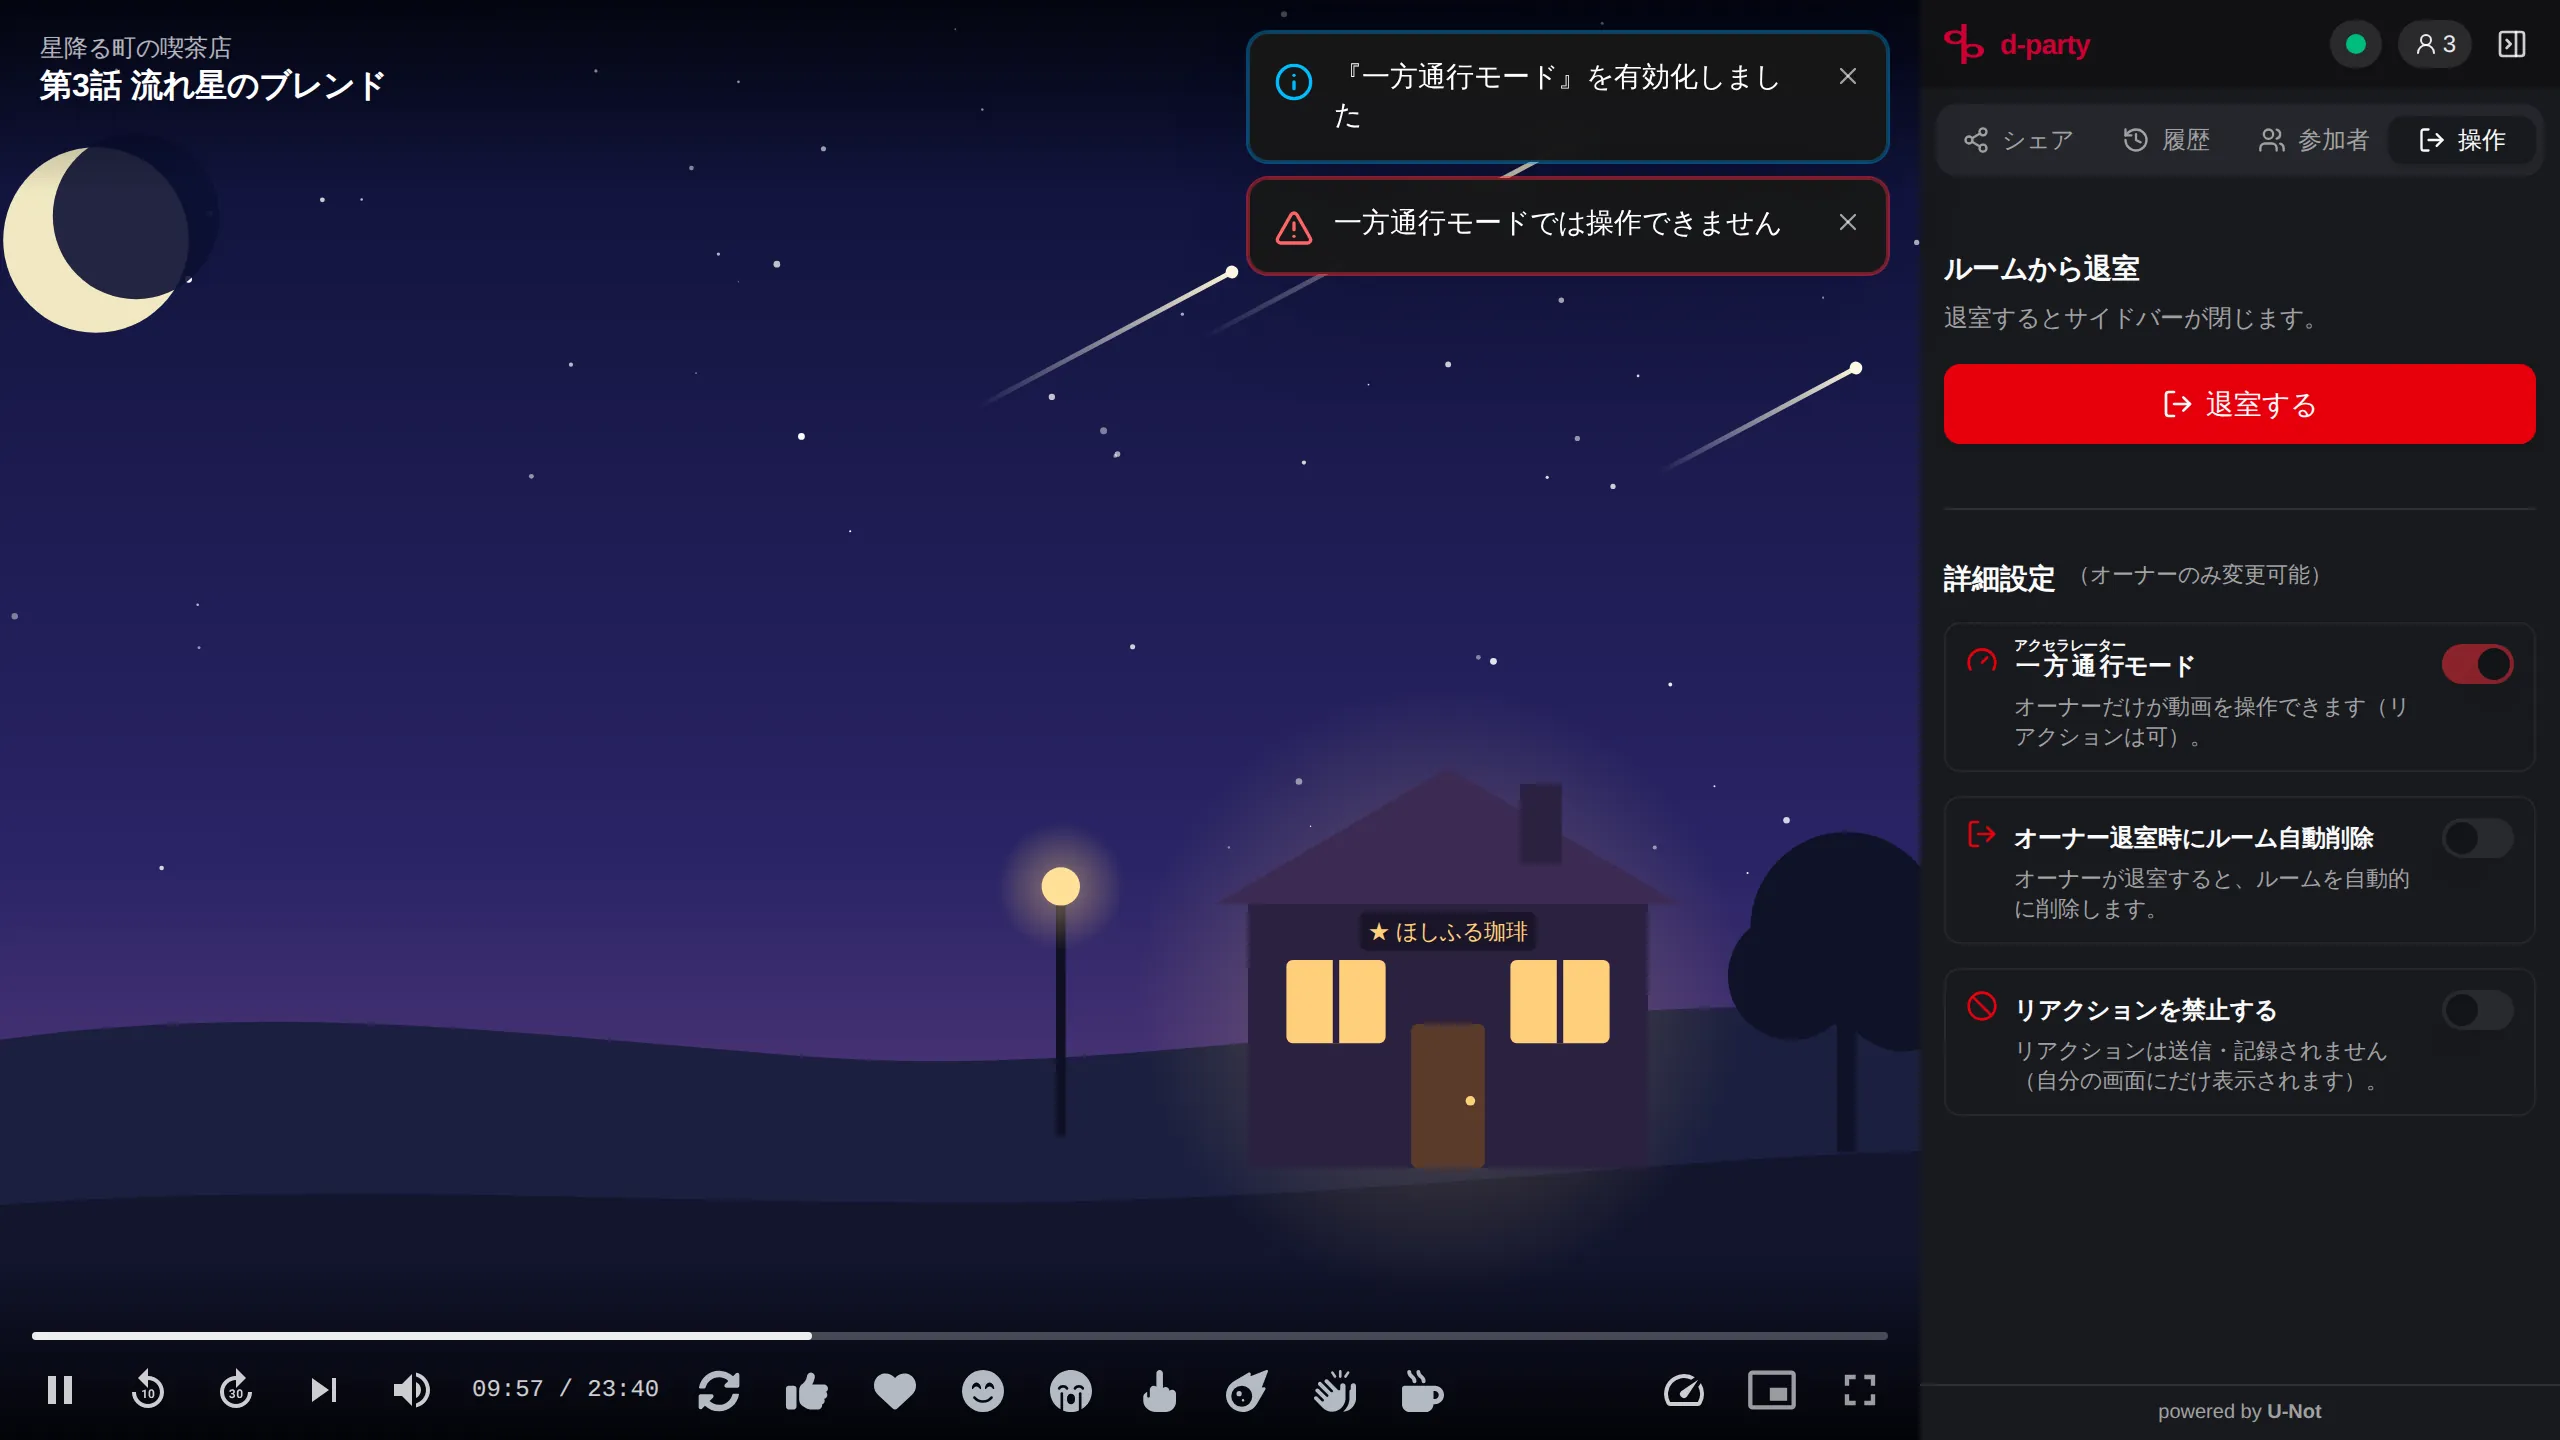 星降る町の喫茶店
第3話 流れ星のブレンド
『一方通行モード』を有効化しまし
た
一方通行モードでは操作できません
★ ほしふる珈琲
10
30
09:57 / 23:40
d-party
3
シェア
履歴
参加者
操作
ルームから退室
退室するとサイドバーが閉じます。
退室する
詳細設定 （オーナーのみ変更可能）
アクセラレーター
一方通行モード
オーナーだけが動画を操作できます（リ
アクションは可）。
オーナー退室時にルーム自動削除
オーナーが退室すると、ルームを自動的
に削除します。
リアクションを禁止する
リアクションは送信・記録されません
（自分の画面にだけ表示されます）。
powered by U-Not